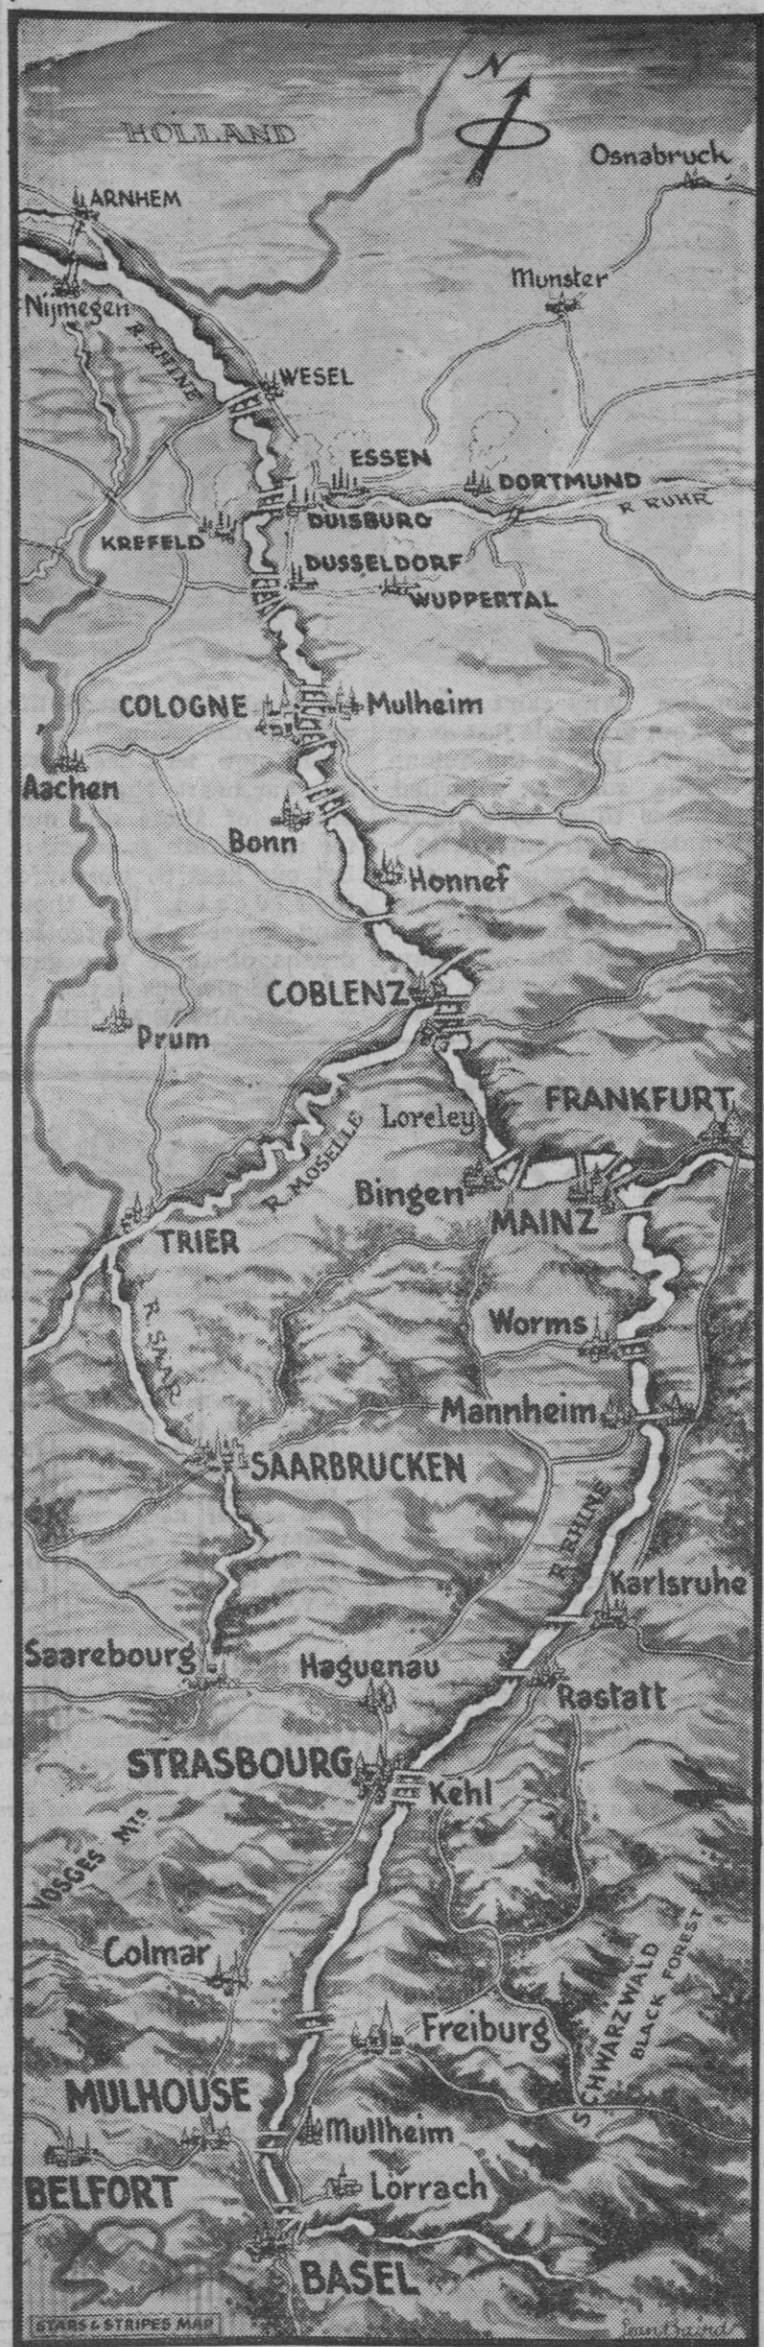 N
HOLLAND
Osnabruck
ARNHEM
Munster
Nijmegen
R. RHINE
WESEL
ESSEN
DORTMUND
R. RUHR
DUISBURG
KREFELD
DUSSELDORF
WUPPERTAL
COLOGNE
Mulheim
Aachen
Bonn
Honnef
COBLENZ
Prum
FRANKFURT
Loreley
R. MOSELLE
Bingen
MAINZ
TRIER
R. SAAR
Worms
Mannheim
SAARBRUCKEN
R. RHINE
Karlsruhe
Saarebourg
Haguenau
Rastatt
STRASBOURG
Kehl
VOSGES MTS
Colmar
SCHWARZWALD
BLACK FOREST
Freiburg
MULHOUSE
Mullheim
BELFORT
Lörrach
BASEL
STARS & STRIPES MAP